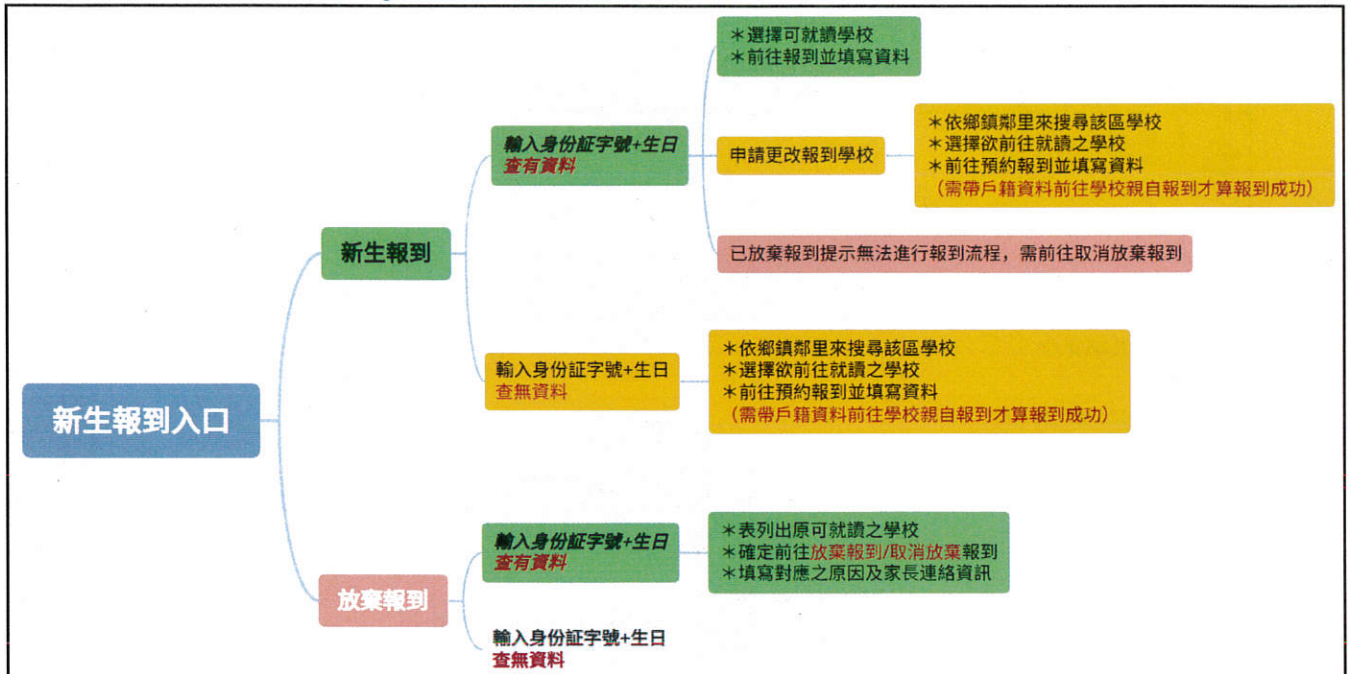 新生報到入口
新生報到
輸入身份証字號+生日
查有資料
＊選擇可就讀學校
＊前往報到並填寫資料
申請更改報到學校
＊依鄉鎮鄰里來搜尋該區學校
＊選擇欲前往就讀之學校
＊前往預約報到並填寫資料
（需帶戶籍資料前往學校親自報到才算報到成功）
已放棄報到提示無法進行報到流程，需前往取消放棄報到
輸入身份証字號+生日
查無資料
＊依鄉鎮鄰里來搜尋該區學校
＊選擇欲前往就讀之學校
＊前往預約報到並填寫資料
（需帶戶籍資料前往學校親自報到才算報到成功）
放棄報到
輸入身份証字號+生日
查有資料
＊表列出原可就讀之學校
＊確定前往放棄報到/取消放棄報到
＊填寫對應之原因及家長連絡資訊
輸入身份証字號+生日
查無資料